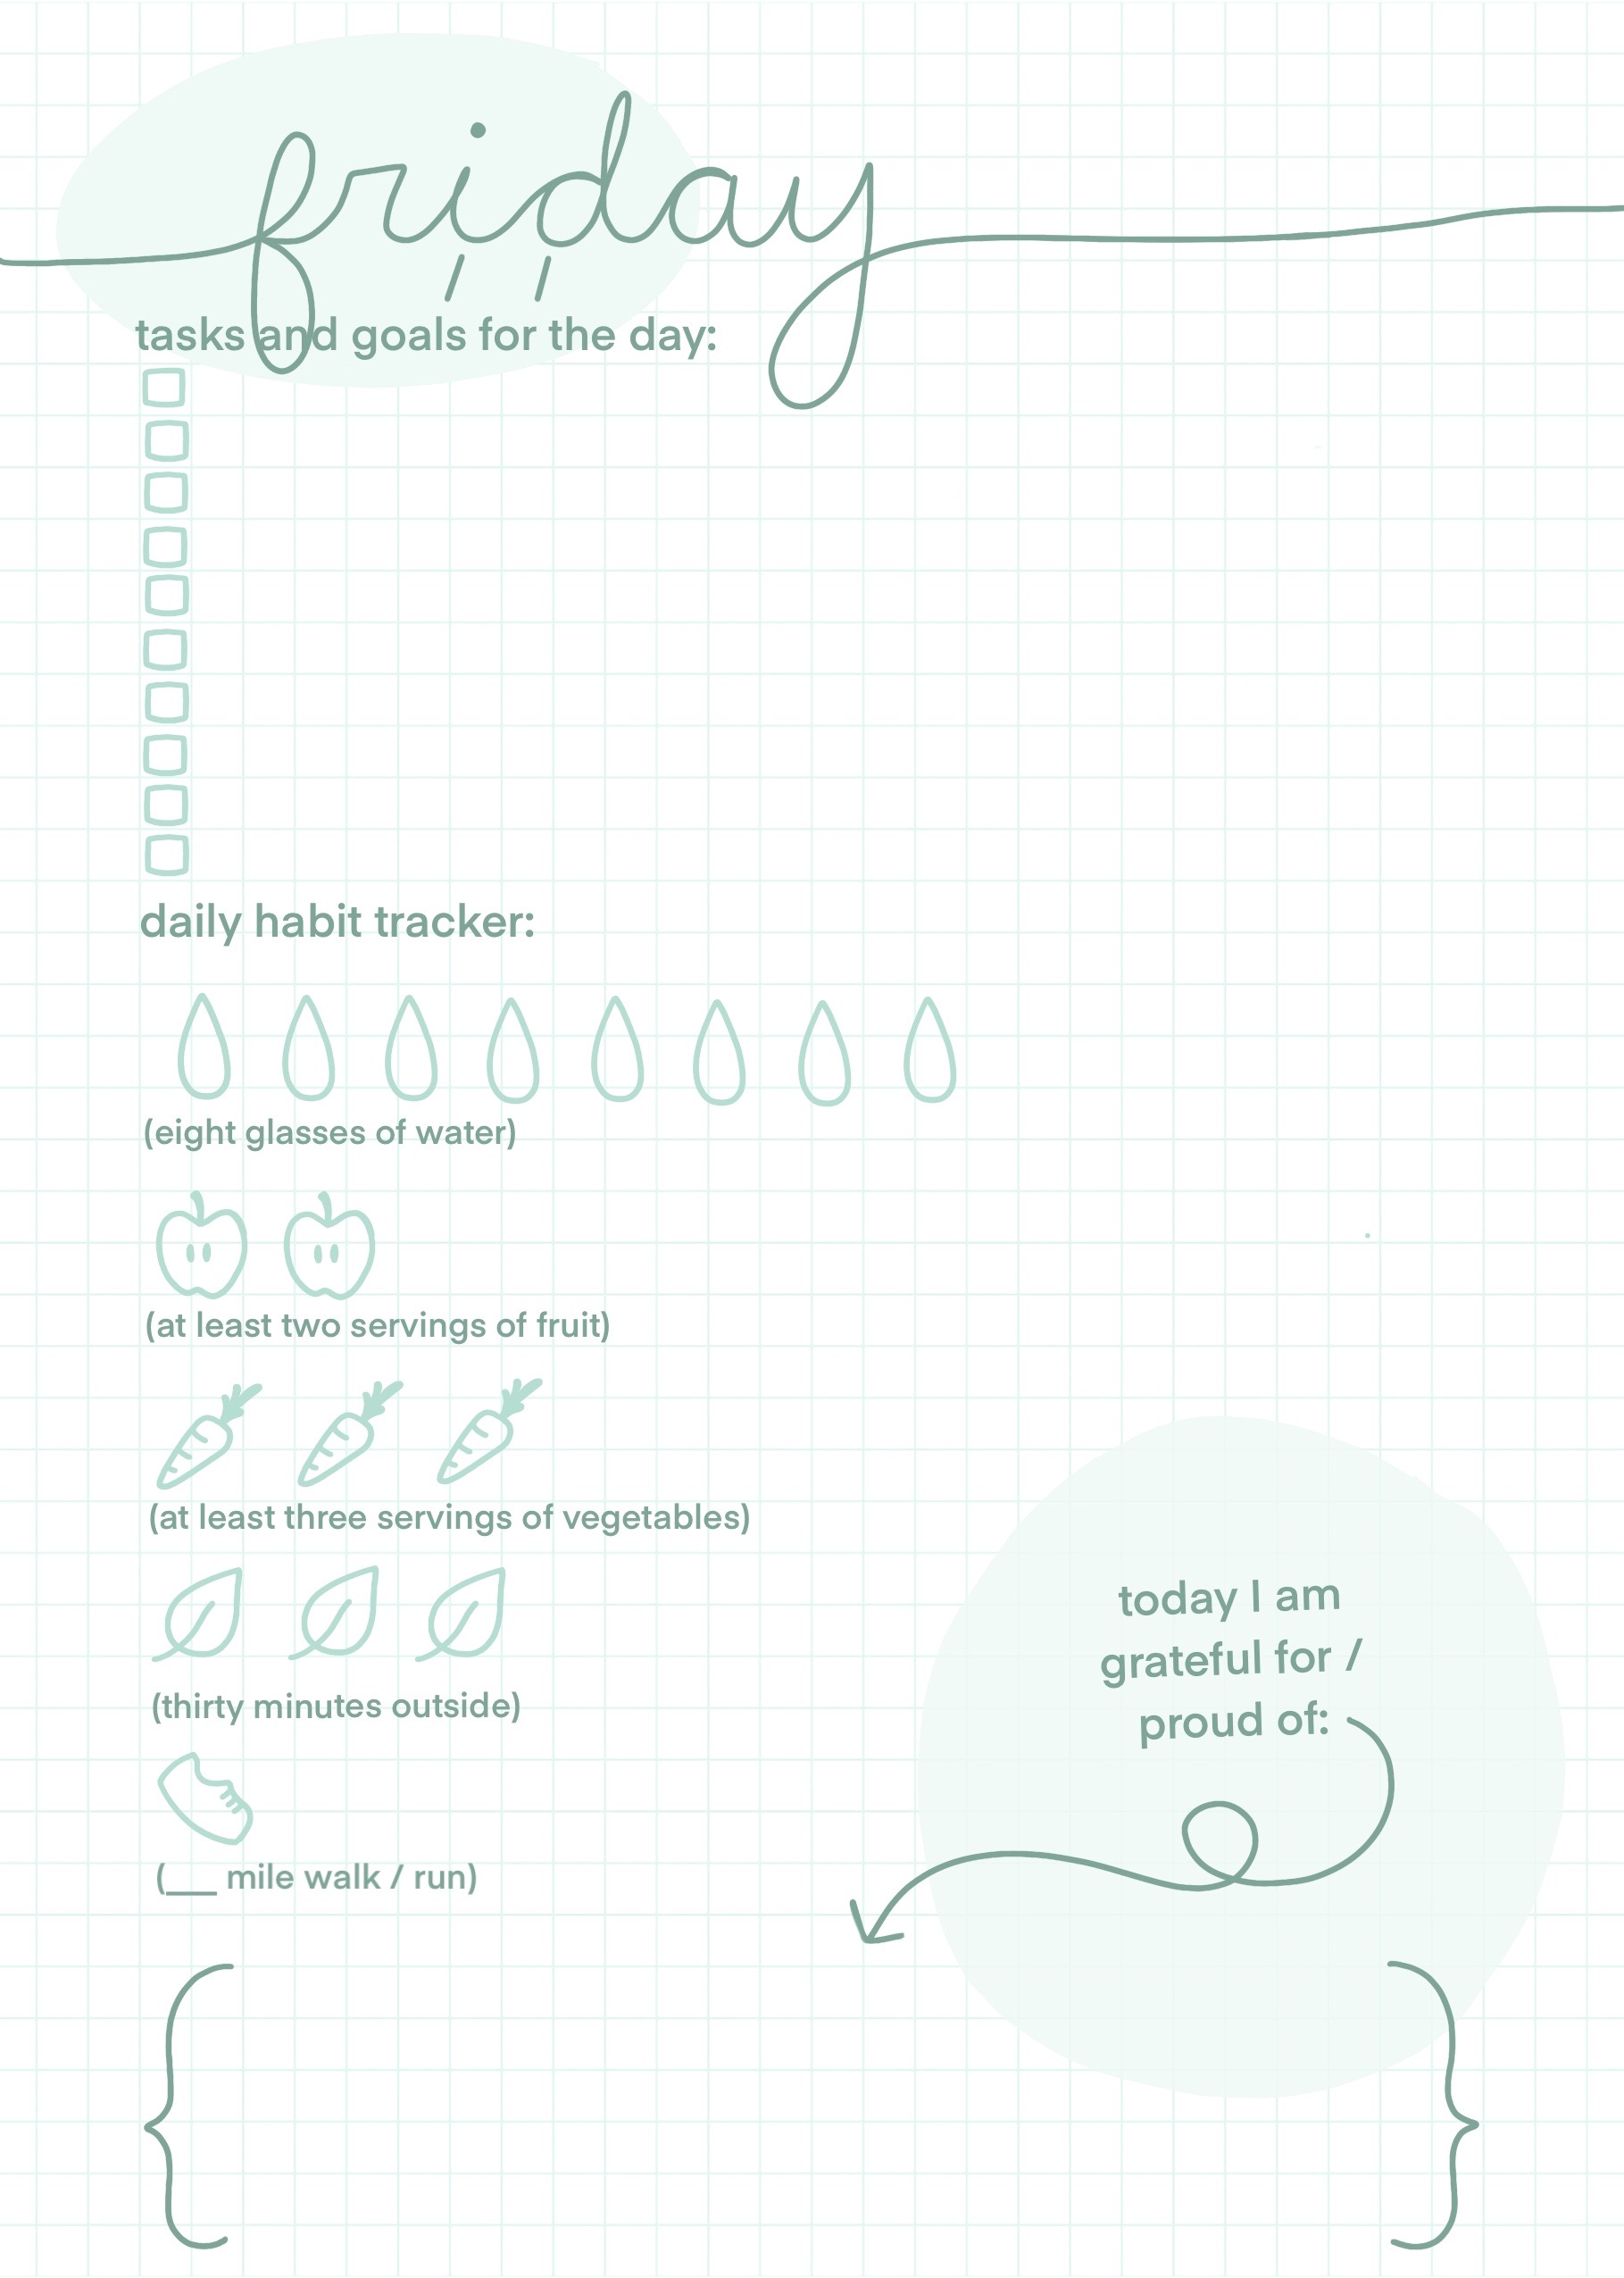 friday
/ /
tasks and goals for the day:
daily habit tracker:
(eight glasses of water)
(at least two servings of fruit)
(at least three servings of vegetables)
(thirty minutes outside)
(___ mile walk / run)
today I am
grateful for /
proud of:
{ }